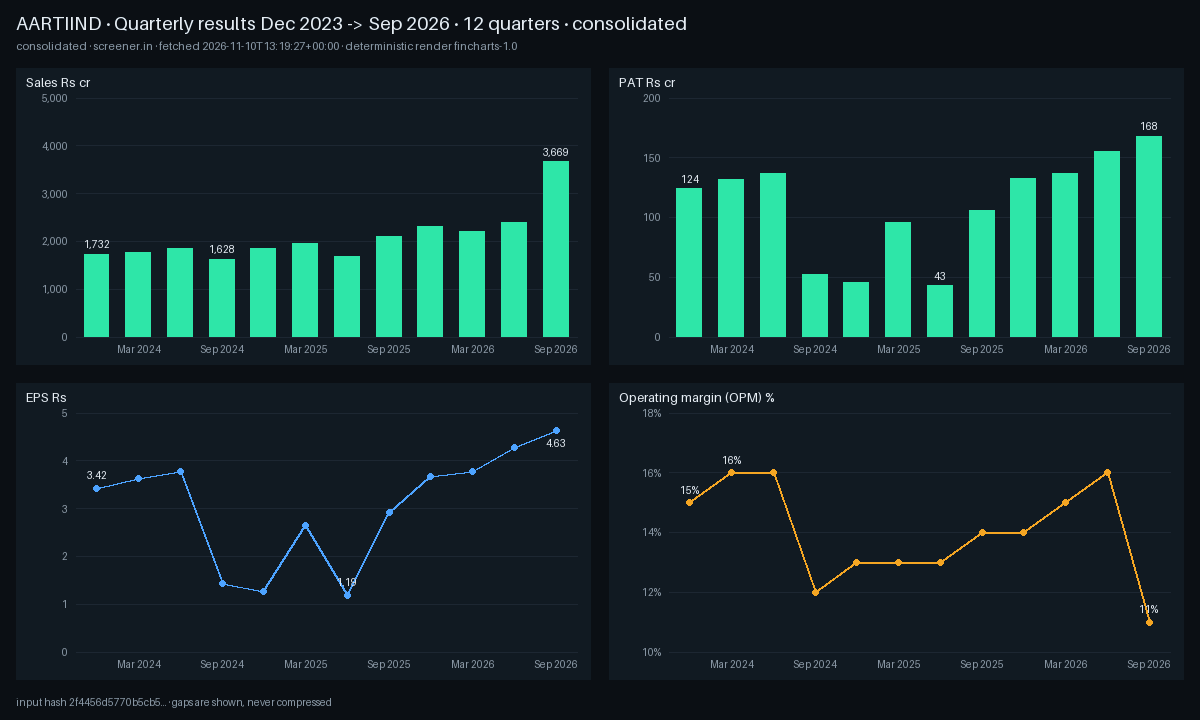 AARTIIND · Quarterly results Dec 2023 -> Sep 2026 · 12 quarters · consolidated
consolidated · screener.in · fetched 2026-11-10T13:19:27+00:00 · deterministic render fincharts-1.0
Sales Rs cr
5,000
4,000
3,000
2,000
1,000
0
1,732
1,628
3,669
Mar 2024
Sep 2024
Mar 2025
Sep 2025
Mar 2026
Sep 2026
PAT Rs cr
200
150
100
50
0
124
43
168
Mar 2024
Sep 2024
Mar 2025
Sep 2025
Mar 2026
Sep 2026
EPS Rs
5
4
3
2
1
0
3.42
1.19
4.63
Mar 2024
Sep 2024
Mar 2025
Sep 2025
Mar 2026
Sep 2026
Operating margin (OPM) %
18%
16%
14%
12%
10%
15%
16%
11%
Mar 2024
Sep 2024
Mar 2025
Sep 2025
Mar 2026
Sep 2026
input hash 2f4456d5770b5cb5… · gaps are shown, never compressed